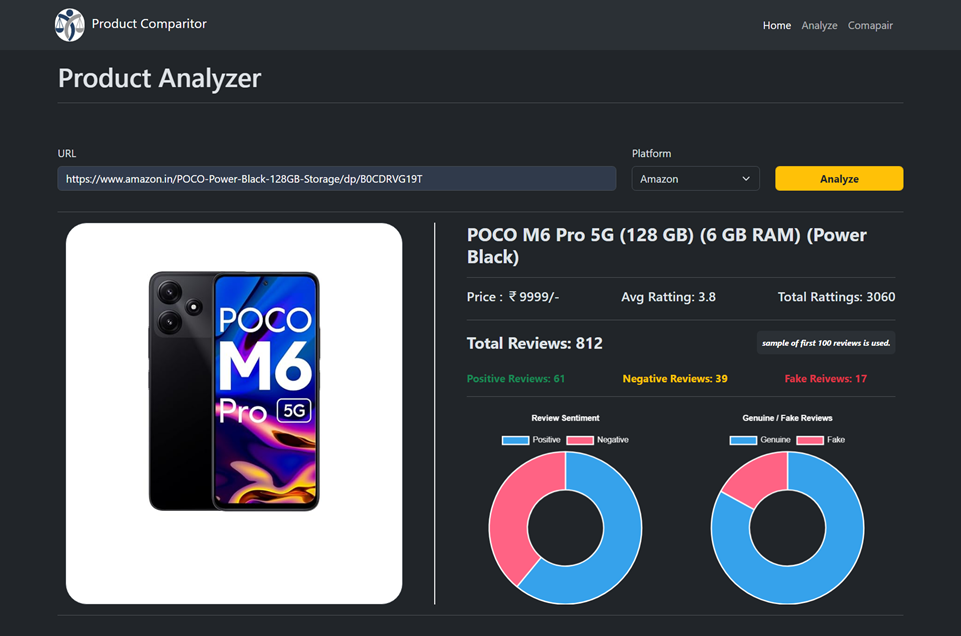 Product Comparitor
Home Analyze Comapair
Product Analyzer
URL
Platform
https://www.amazon.in/POCO-Power-Black-128GB-Storage/dp/B0CDRVG19T
Amazon
Analyze
POCO
M6
Pro 5G
POCO M6 Pro 5G (128 GB) (6 GB RAM) (Power
Black)
Price : ₹ 9999/- Avg Ratting: 3.8 Total Rattings: 3060
Total Reviews: 812
sample of first 100 reviews is used.
Positive Reviews: 61 Negative Reviews: 39 Fake Reivews: 17
Review Sentiment
Positive Negative
Genuine / Fake Reviews
Genuine Fake